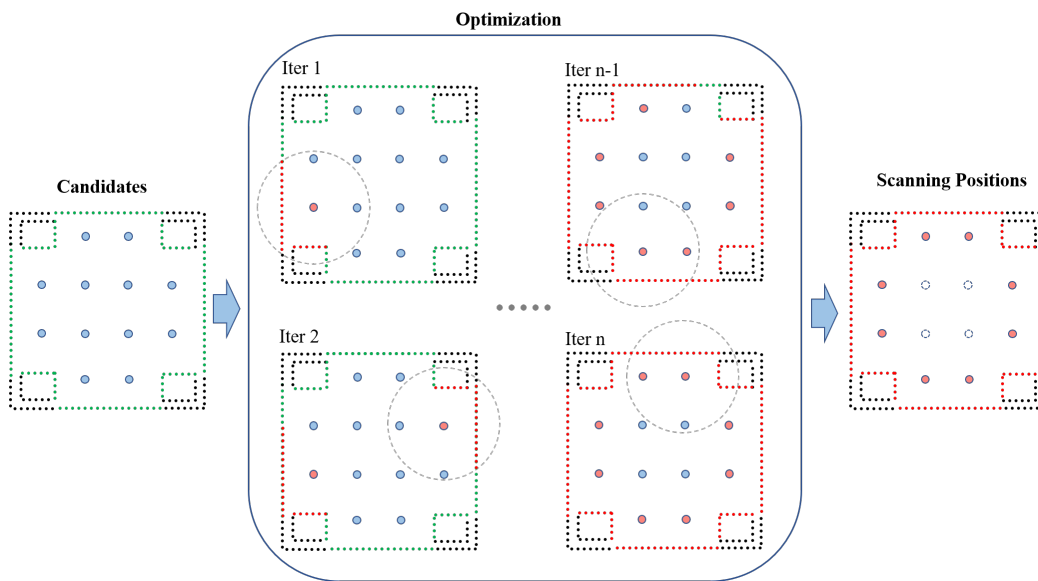 Optimization
Iter 1
Iter n-1
Candidates
Scanning Positions
Iter 2
Iter n